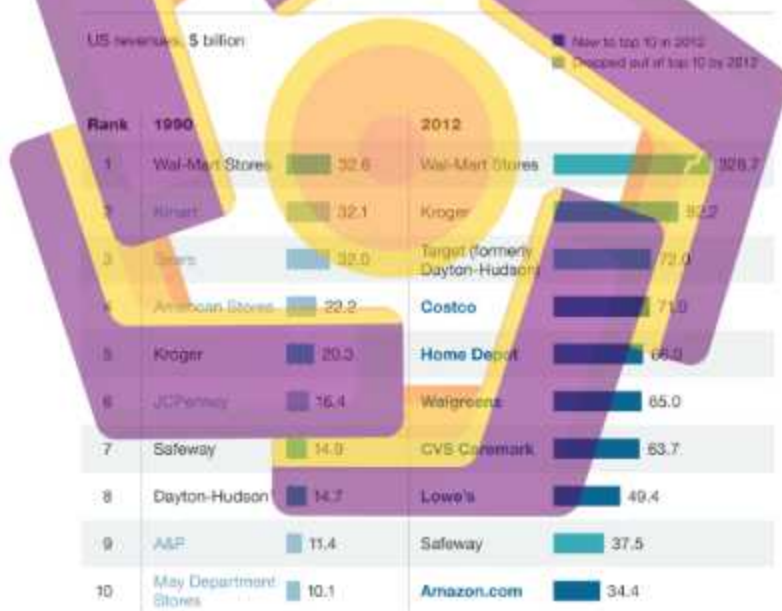 US revenues, $ billion
New to top 10 in 2012
Dropped out of top 10 by 2012
Rank 1990 2012
1 Wal-Mart Stores 32.6 Wal-Mart Stores 328.7
2 Kmart 32.1 Kroger 92.2
3 Sears 32.0 Target (formerly
Dayton-Hudson)
72.0
4 American Stores 22.2 Costco 71.0
5 Kroger 20.3 Home Depot 66.0
6 JCPenney 16.4 Walgreens 65.0
7 Safeway 14.9 CVS Caremark 63.7
8 Dayton-Hudson 14.7 Lowe's 49.4
9 A&P 11.4 Safeway 37.5
10 May Department
Stores
10.1 Amazon.com 34.4